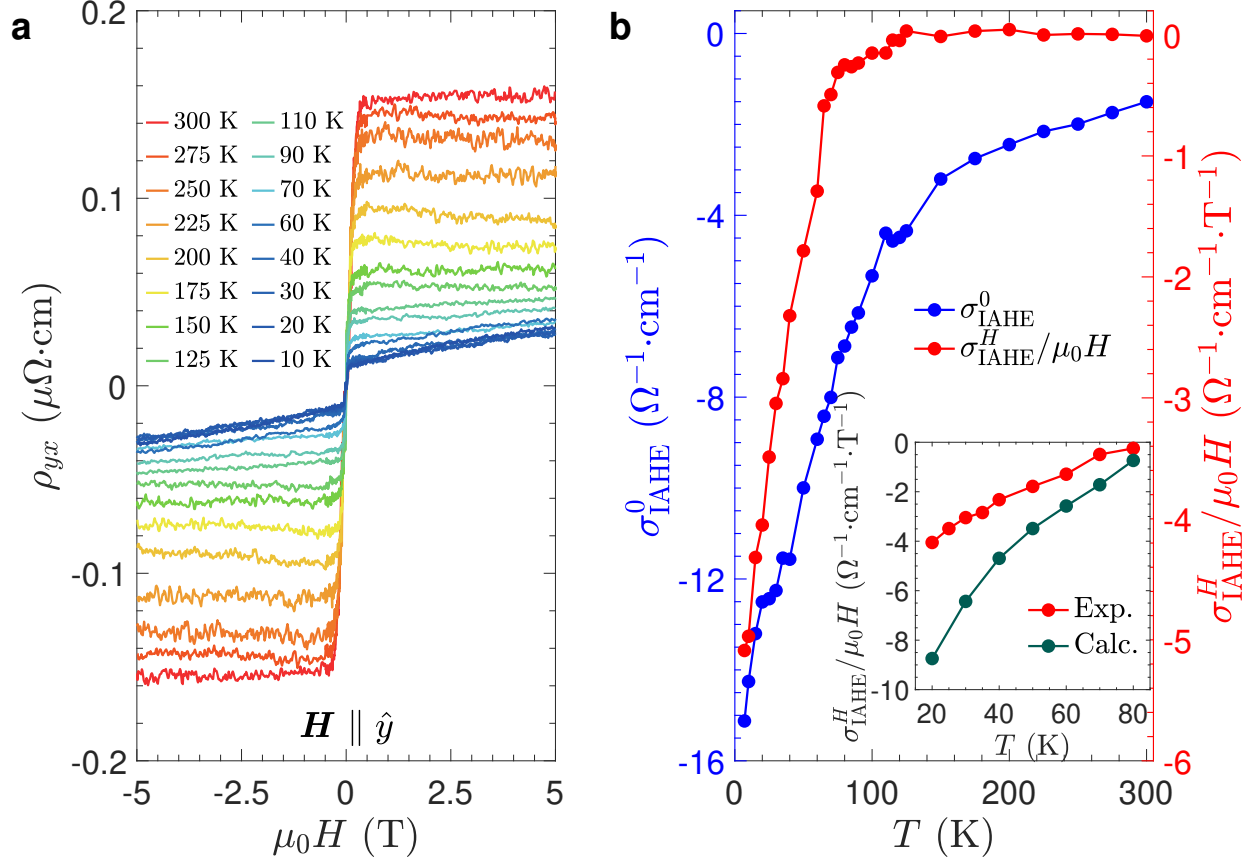 a
0.2
0.1
0
-0.1
-0.2
ρyx (μΩ·cm)
300 K 110 K
275 K 90 K
250 K 70 K
225 K 60 K
200 K 40 K
175 K 30 K
150 K 20 K
125 K 10 K
H ∥ ŷ
-5 -2.5 0 2.5 5
μ₀H (T)
b
0
-4
-8
-12
-16
σ⁰IAHE (Ω⁻¹·cm⁻¹)
σ⁰IAHE
σᴴIAHE/μ₀H
0
-1
-2
-3
-4
-5
-6
σᴴIAHE/μ₀H (Ω⁻¹·cm⁻¹·T⁻¹)
0 100 200 300
T (K)
σᴴIAHE/μ₀H (Ω⁻¹·cm⁻¹·T⁻¹)
0
-2
-4
-6
-8
-10
Exp.
Calc.
20 40 60 80
T (K)